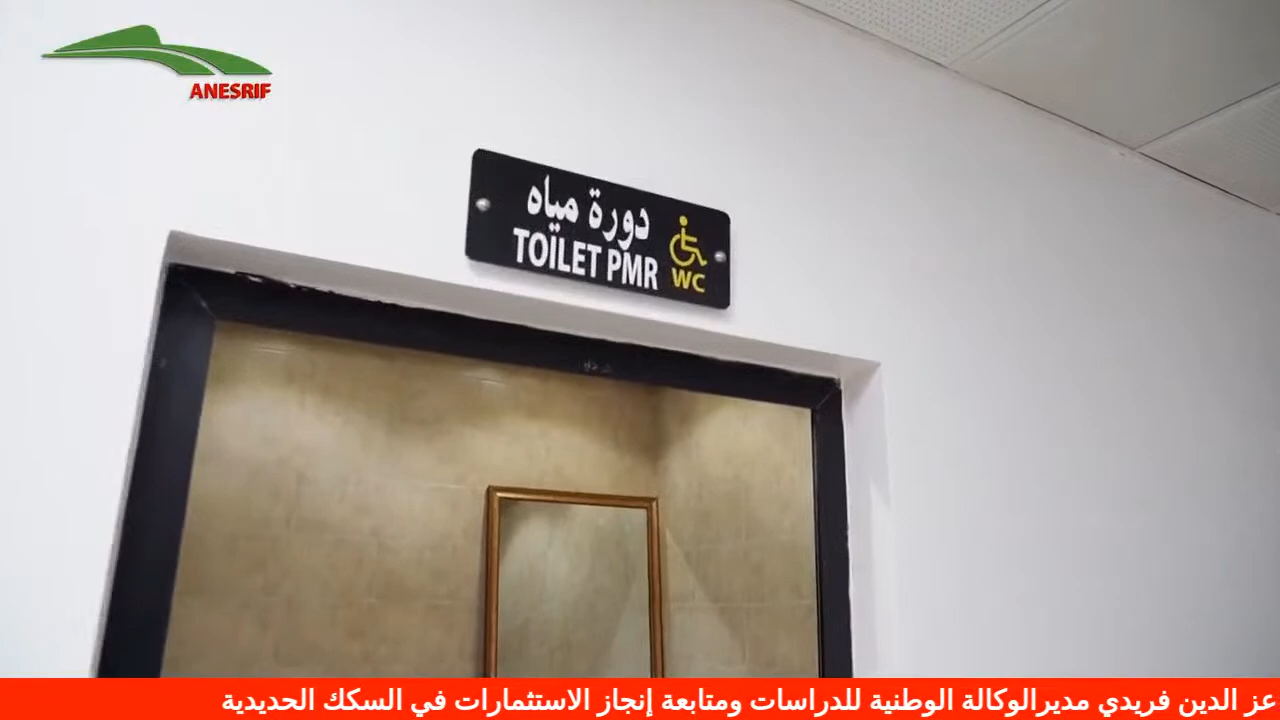 ANESRIF
دورة مياه
TOILET PMR
WC
عز الدين فريدي مديرالوكالة الوطنية للدراسات ومتابعة إنجاز الاستثمارات في السكك الحديدية